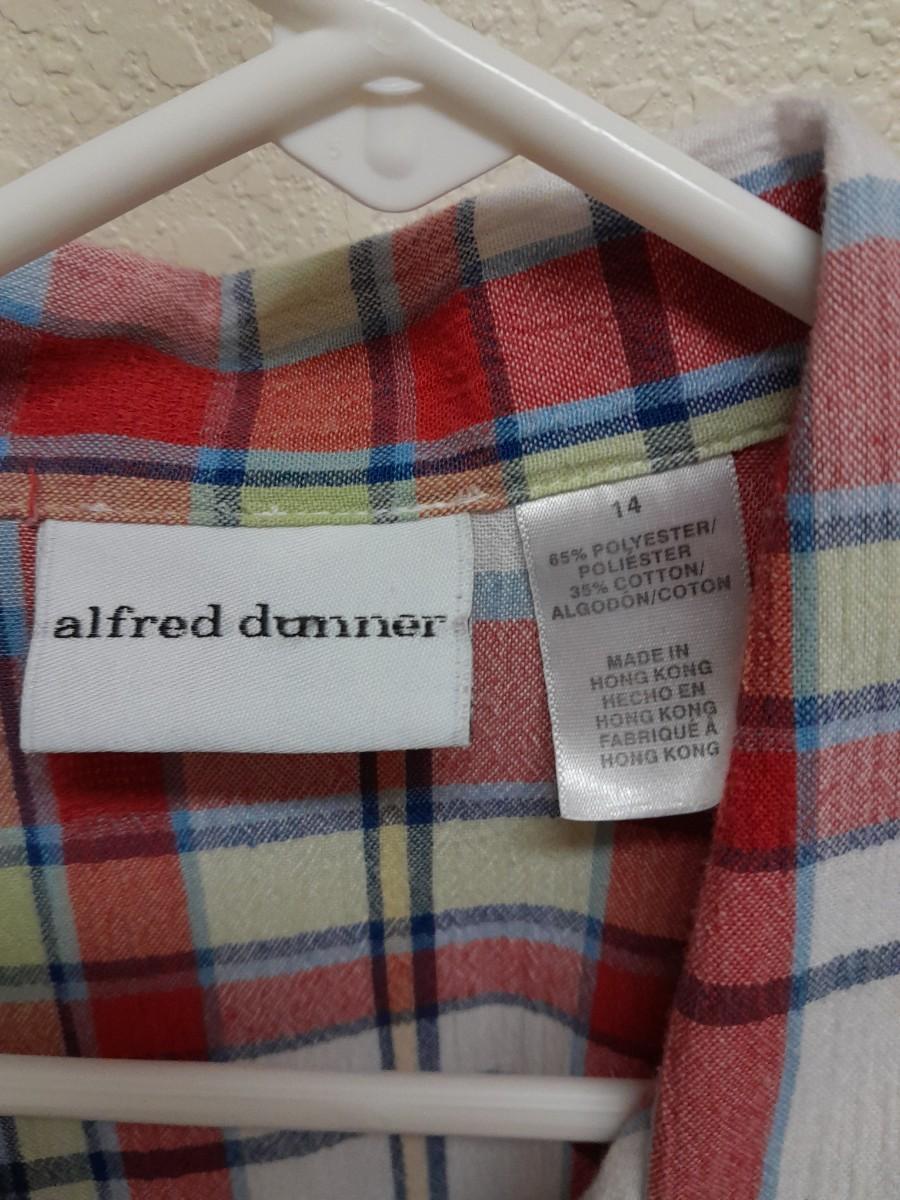 alfred dunner
14
65% POLYESTER/
POLIÉSTER
35% COTTON/
ALGODÓN/COTON
MADE IN
HONG KONG
HECHO EN
HONG KONG
FABRIQUÉ À
HONG KONG